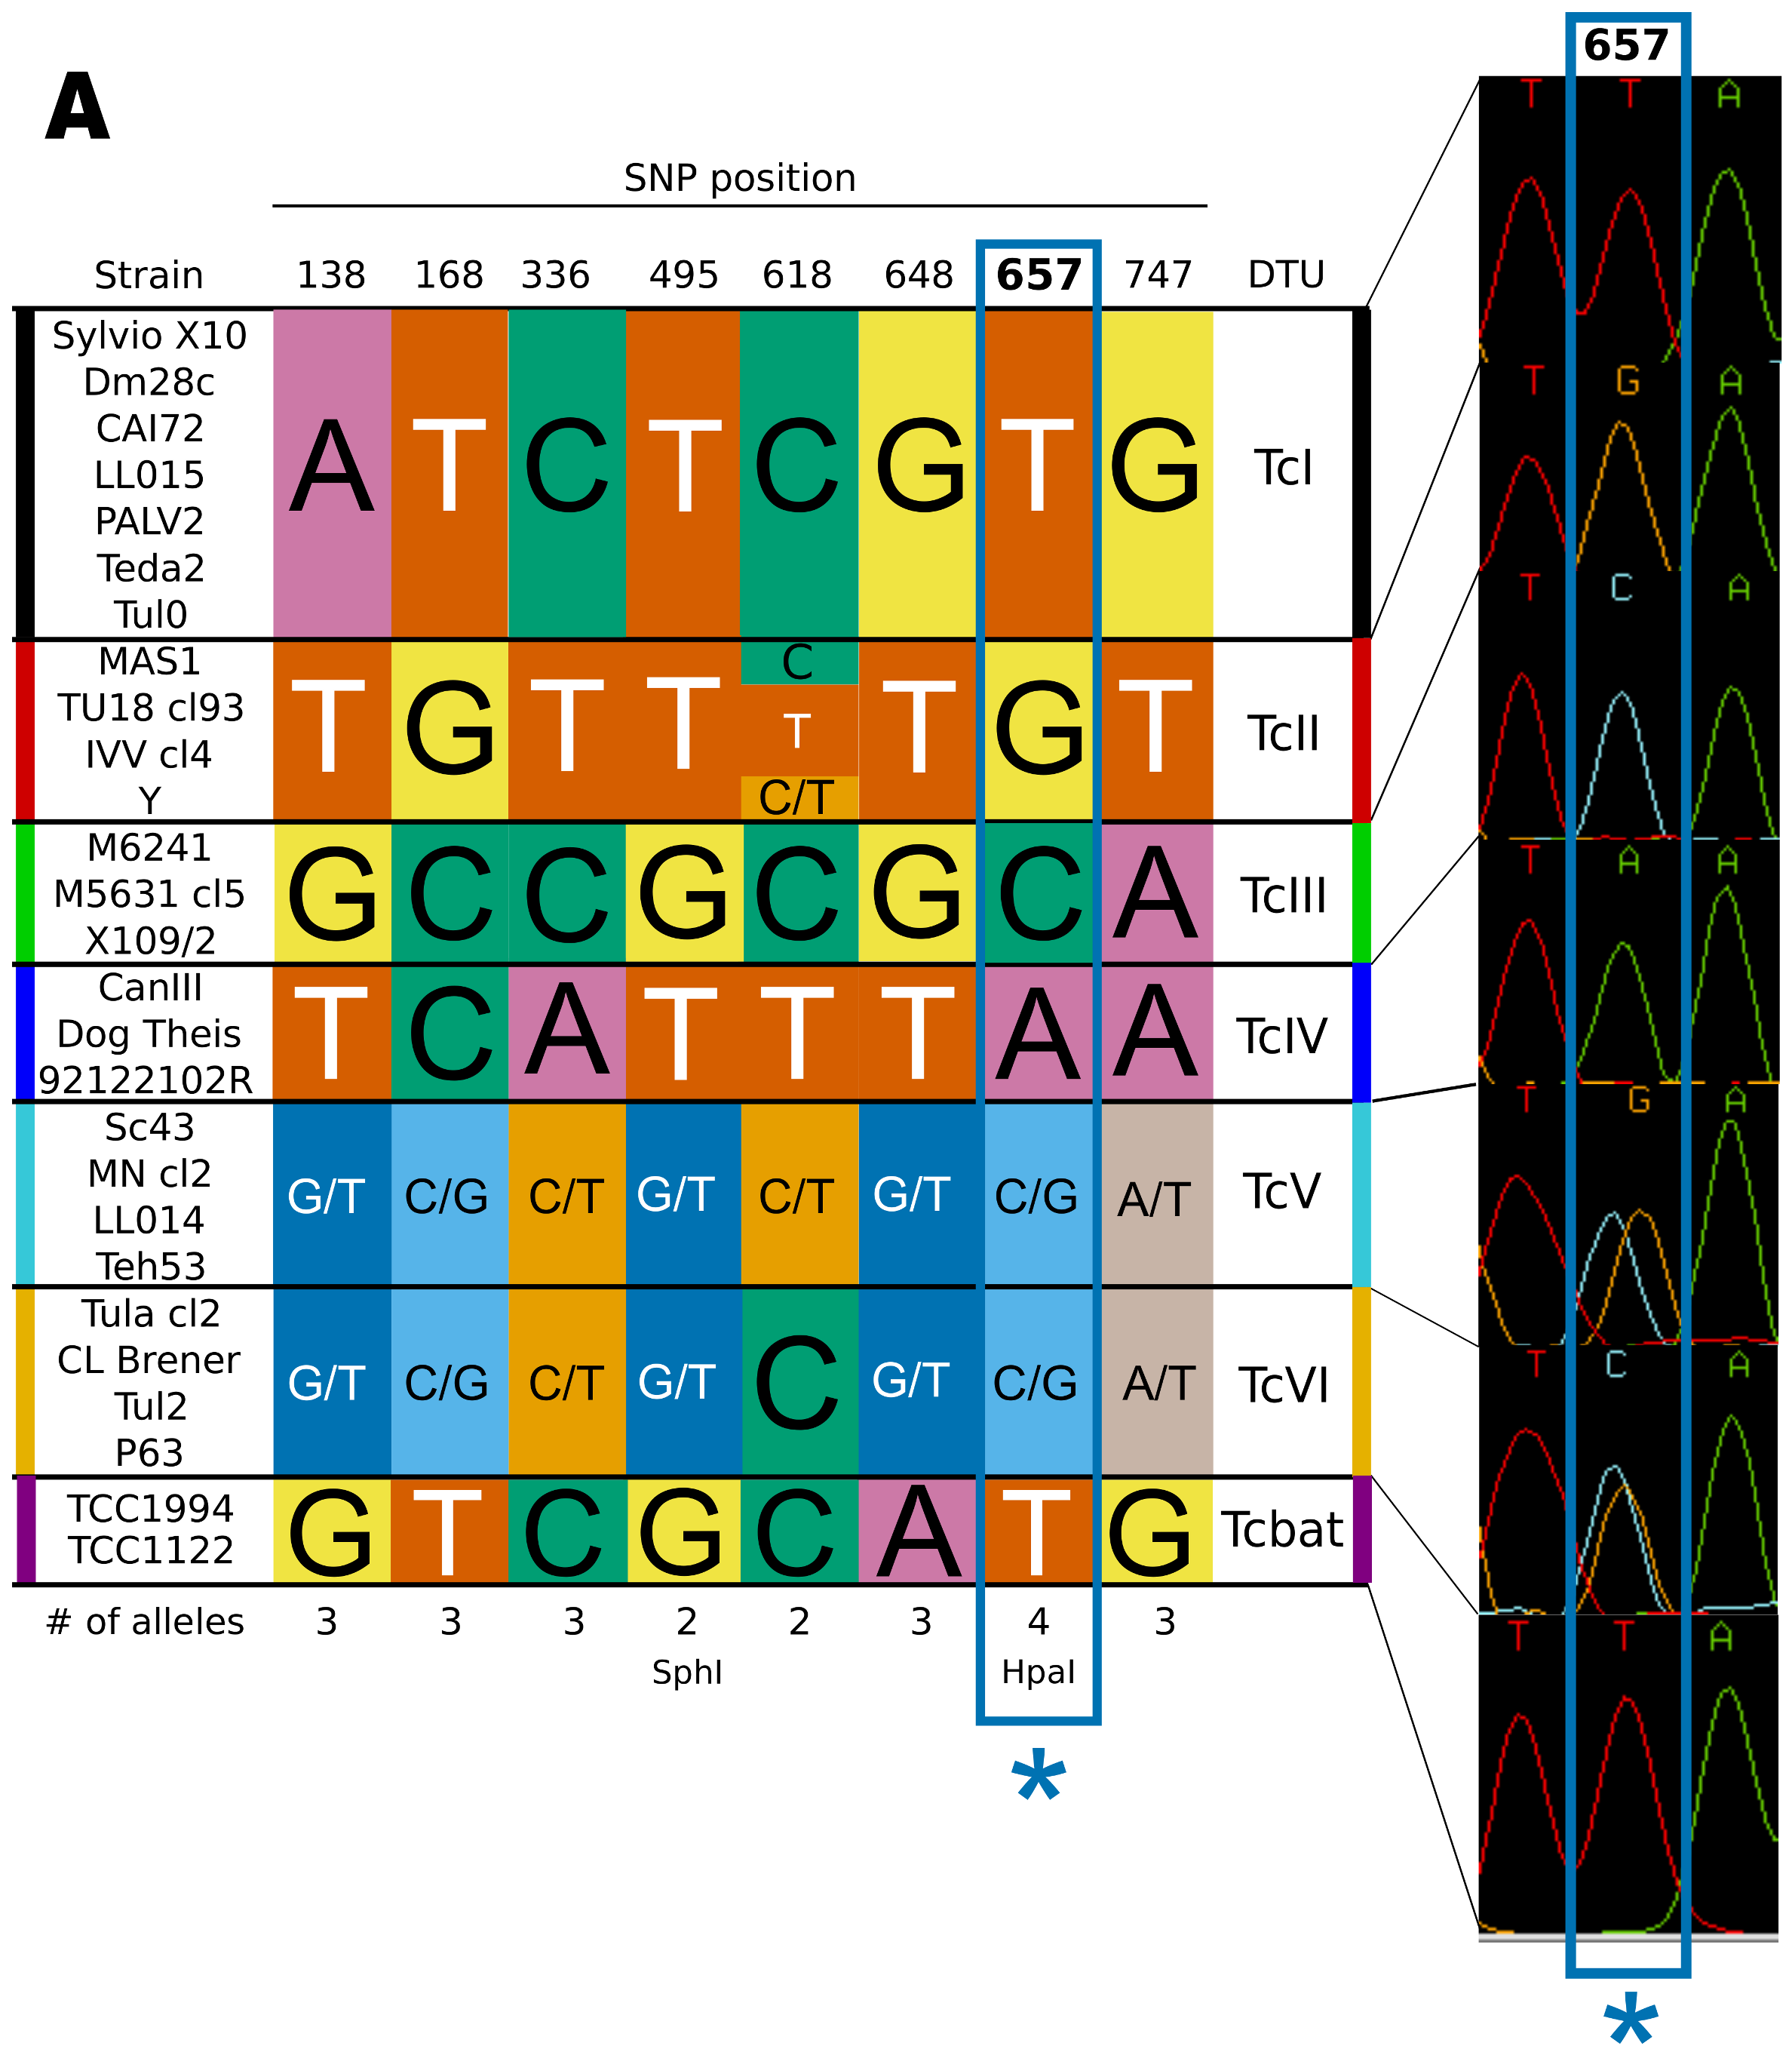 657
A
SNP position
Strain 138 168 336 495 618 648 657 747 DTU
Sylvio X10
Dm28c
CAI72
LL015
PALV2
Teda2
Tul0
A T C T C G T G TcI
MAS1
TU18 cl93
IVV cl4
Y
T G T T C T C/T T G T TcII
M6241
M5631 cl5
X109/2
G C C G C G C A TcIII
CanIII
Dog Theis
92122102R
T C A T T T A A TcIV
Sc43
MN cl2
LL014
Teh53
G/T C/G C/T G/T C/T G/T C/G A/T TcV
Tula cl2
CL Brener
Tul2
P63
G/T C/G C/T G/T C G/T C/G A/T TcVI
TCC1994
TCC1122
G T C G C A T G Tcbat
# of alleles 3 3 3 2 2 3 4 3
SphI HpaI
*
T T A
T G A
T C A
T A A
T G A
T C A
T T A
*